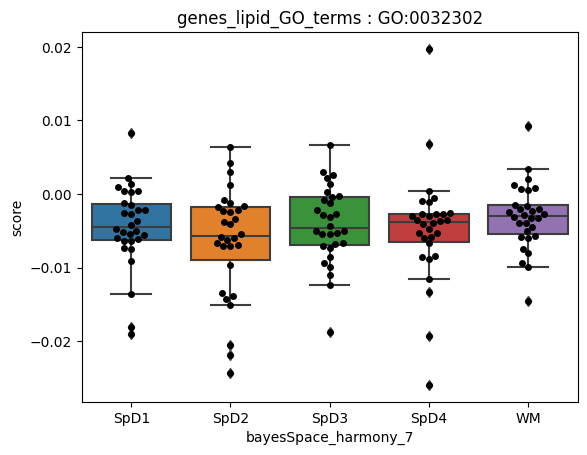 genes_lipid_GO_terms : GO:0032302
score
0.02
0.01
0.00
−0.01
−0.02
SpD1 SpD2 SpD3 SpD4 WM
bayesSpace_harmony_7